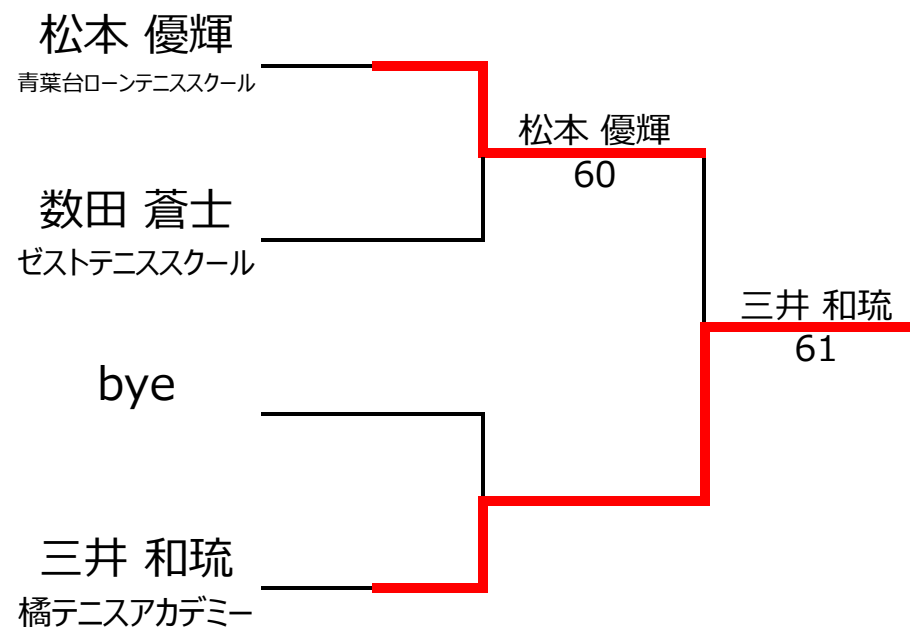 松本 優輝
青葉台ローンテニススクール
松本 優輝
60
数田 蒼士
ゼストテニススクール
三井 和琉
61
bye
三井 和琉
橘テニスアカデミー